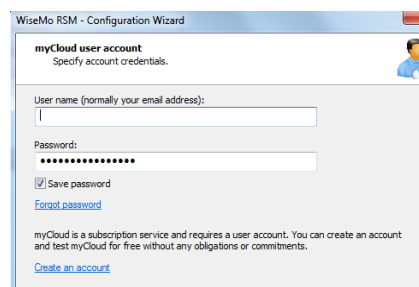 WiseMo RSM - Configuration Wizard
myCloud user account
Specify account credentials.
User name (normally your email address):
Password:
••••••••••••••••
Save password
Forgot password
myCloud is a subscription service and requires a user account. You can create an account
and test myCloud for free without any obligations or commitments.
Create an account